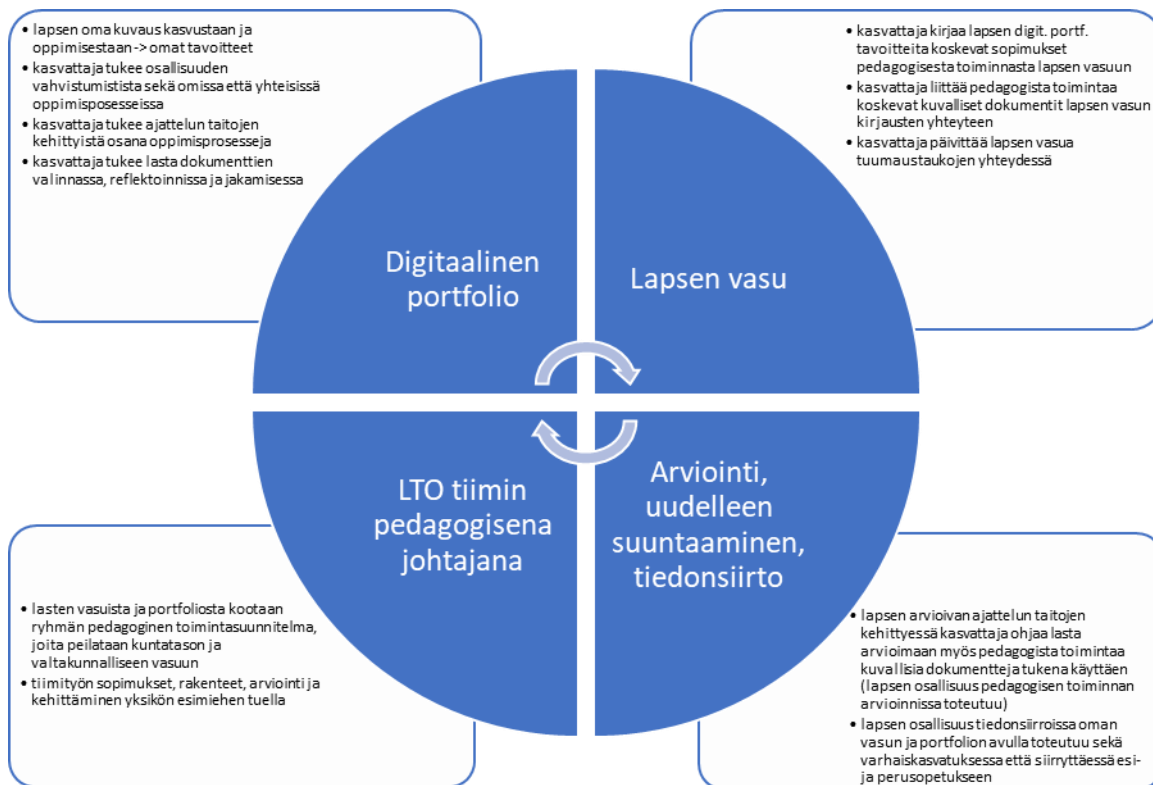 • lapsen oma kuvaus kasvustaan ja
oppimisestaan -> omat tavoitteet
• kasvattaja tukee osallisuuden
vahvistumistista sekä omissa että yhteisissä
oppimisposesseissa
• kasvattaja tukee ajattelun taitojen
kehittyistä osana oppimisprosesseja
• kasvattaja tukee lasta dokumenttien
valinnassa, reflektoinnissa ja jakamisessa
• kasvattaja kirjaa lapsen digit. portf.
tavoitteita koskevat sopimukset
pedagogisesta toiminnasta lapsen vasuun
• kasvattaja liittää pedagogista toimintaa
koskevat kuvalliset dokumentit lapsen vasun
kirjausten yhteyteen
• kasvattaja päivittää lapsen vasua
tuumaustaukojen yhteydessä
Digitaalinen
portfolio
Lapsen vasu
LTO tiimin
pedagogisena
johtajana
Arviointi,
uudelleen
suuntaaminen,
tiedonsiirto
• lasten vasuista ja portfoliosta kootaan
ryhmän pedagoginen toimintasuunnitelma,
joita peilataan kuntatason ja
valtakunnalliseen vasuun
• tiimityön sopimukset, rakenteet, arviointi ja
kehittäminen yksikön esimiehen tuella
• lapsen arvioivan ajattelun taitojen
kehittyessä kasvattaja ohjaa lasta
arvioimaan myös pedagogista toimintaa
kuvallisia dokumentteja tukena käyttäen
(lapsen osallisuus pedagogisen toiminnan
arvioinnissa toteutuu)
• lapsen osallisuus tiedonsiirroissa oman
vasun ja portfolion avulla toteutuu sekä
varhaiskasvatuksessa että siirryttäessä esi-
ja perusopetukseen